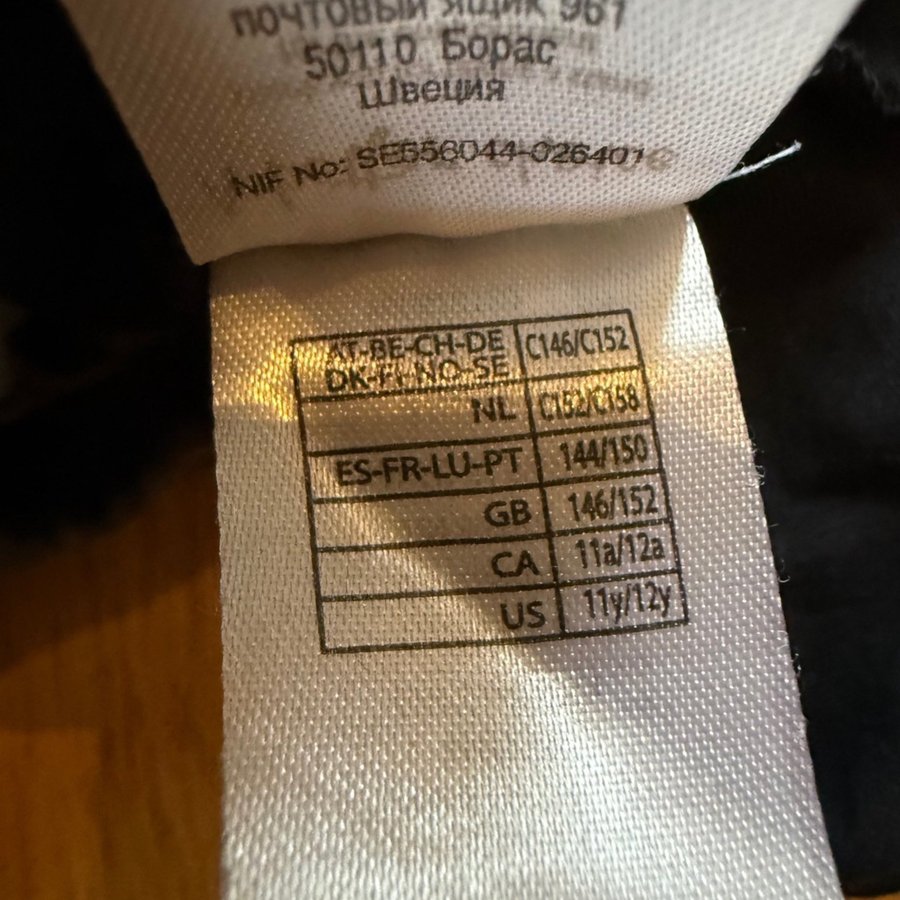 почтовый ящик 961
50110 Борас
Швеция
NIF No: SE556044-026401
AT-BE-CH-DE
DK-FI-NO-SE C146/C152
NL C152/C158
ES-FR-LU-PT 144/150
GB 146/152
CA 11a/12a
US 11y/12y